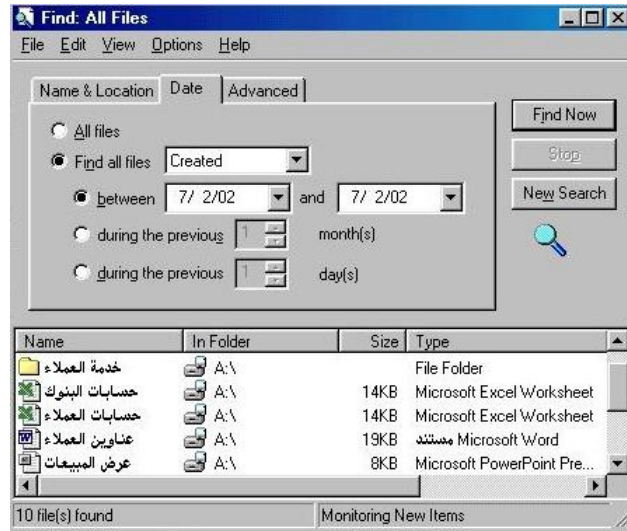 Find: All Files
File Edit View Options Help
Name & Location Date Advanced
All files
Find all files Created
between 7/ 2/02 and 7/ 2/02
during the previous 1 month(s)
during the previous 1 day(s)
Find Now
Stop
New Search
Name In Folder Size Type
خدمة العملاء A:\ File Folder
حسابات البنوك A:\ 14KB Microsoft Excel Worksheet
حسابات العملاء A:\ 14KB Microsoft Excel Worksheet
عناوين العملاء A:\ 19KB مستند Microsoft Word
عرض المبيعات A:\ 8KB Microsoft PowerPoint Pre...
10 file(s) found Monitoring New Items